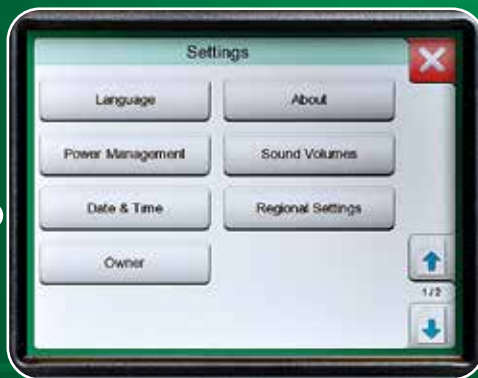 Settings
Language
About
Power Management
Sound Volumes
Date & Time
Regional Settings
Owner
1/2